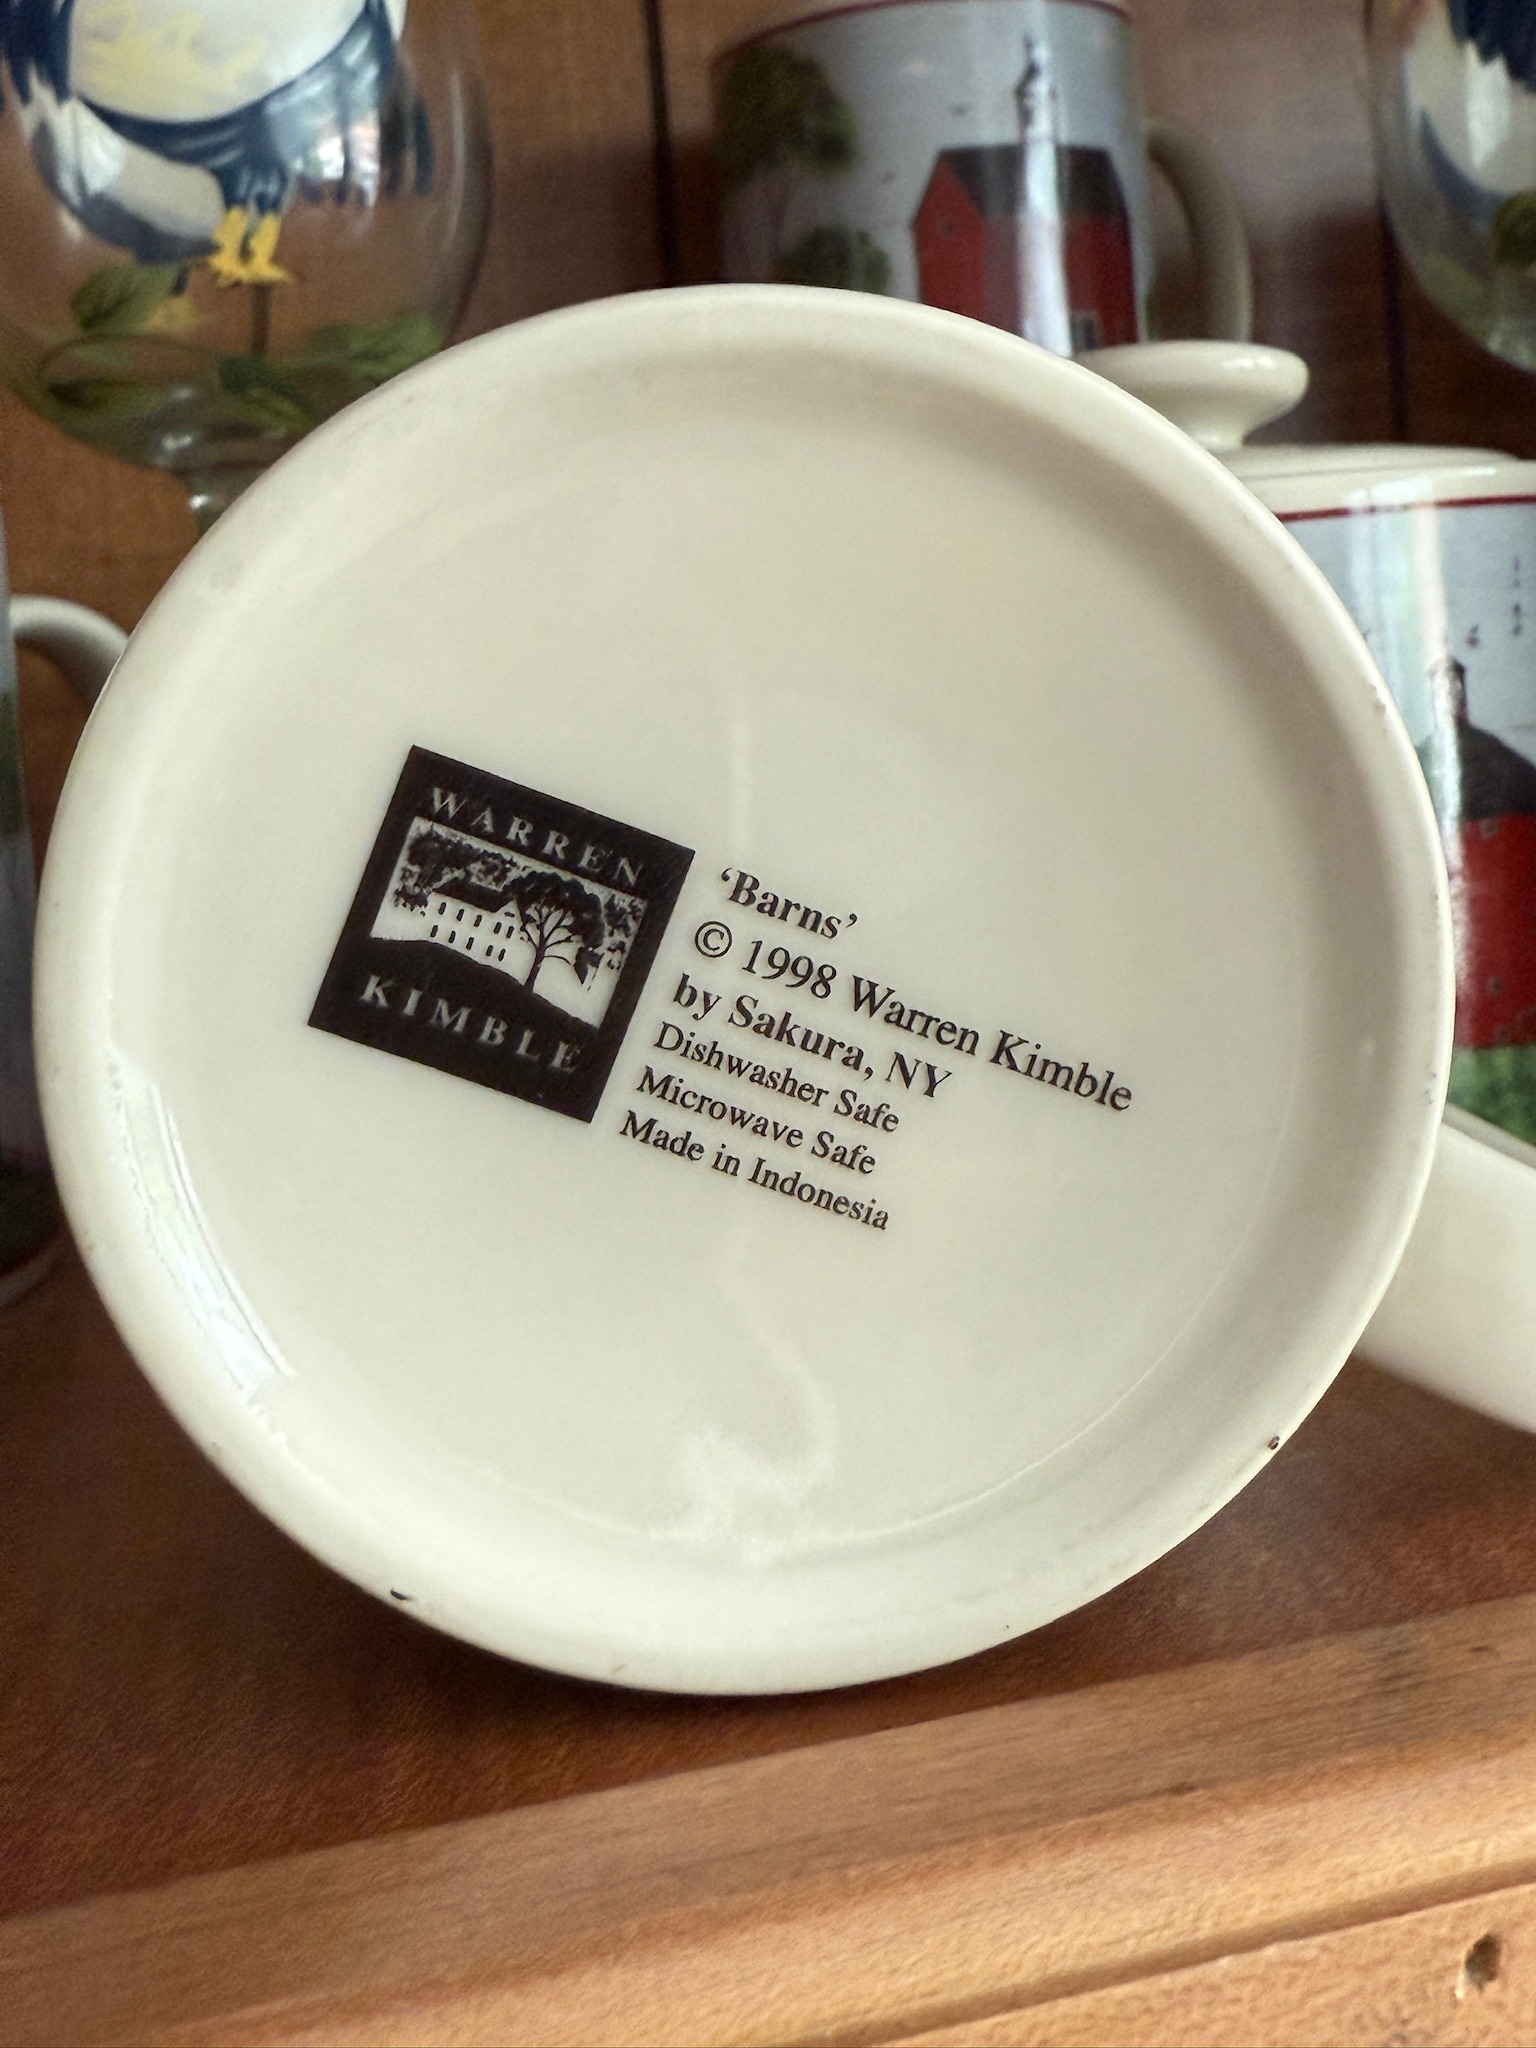 WARREN
KIMBLE
‘Barns’
© 1998 Warren Kimble
by Sakura, NY
Dishwasher Safe
Microwave Safe
Made in Indonesia